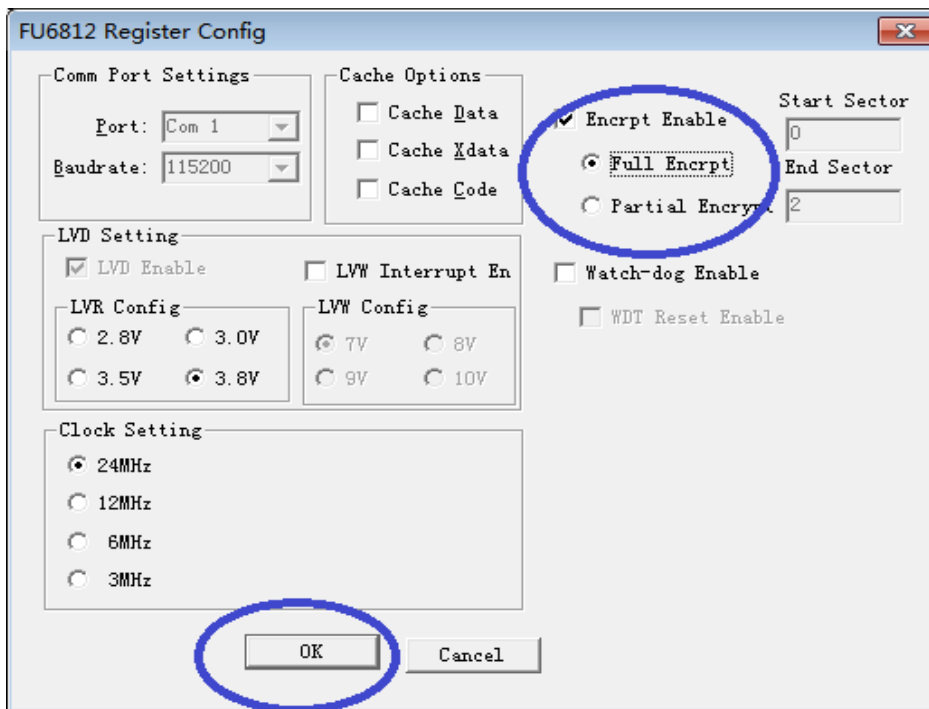 FU6812 Register Config
Comm Port Settings
Port: Com 1
Baudrate: 115200
Cache Options
Cache Data
Cache Xdata
Cache Code
Encrpt Enable
Full Encrpt
Partial Encrypt
Start Sector
0
End Sector
2
LVD Setting
LVD Enable
LVW Interrupt En
LVR Config
2.8V 3.0V
3.5V 3.8V
LVW Config
7V 8V
9V 10V
Watch-dog Enable
WDT Reset Enable
Clock Setting
24MHz
12MHz
6MHz
3MHz
OK
Cancel